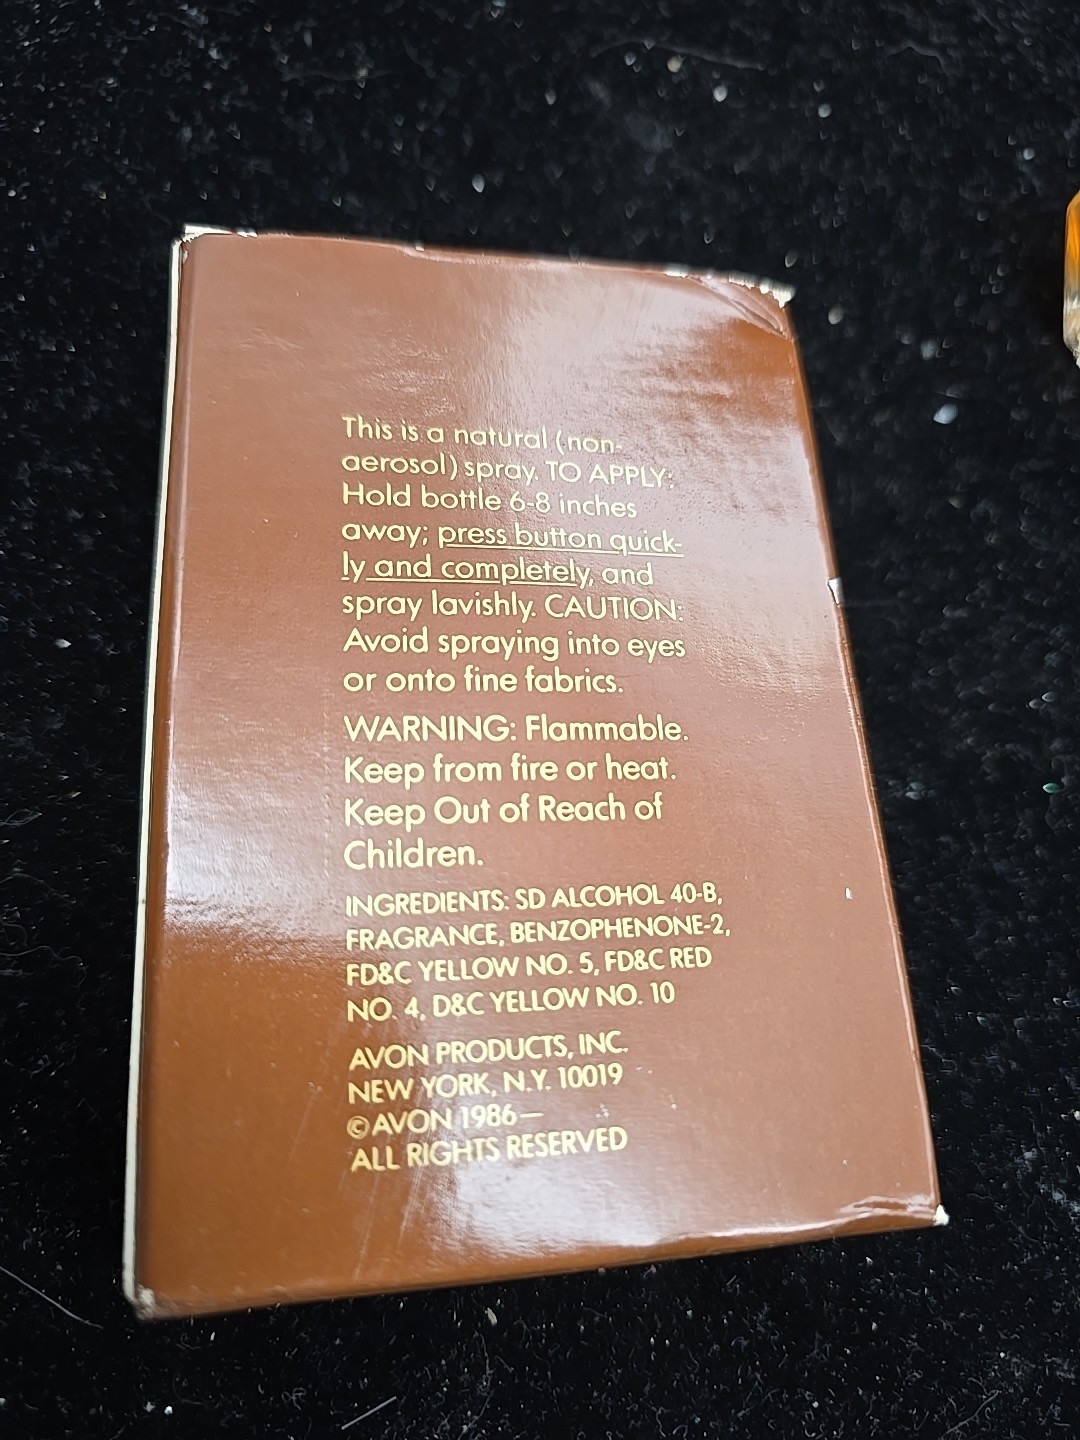 This is a natural (non-
aerosol) spray. TO APPLY:
Hold bottle 6-8 inches
away; press button quick-
ly and completely, and
spray lavishly. CAUTION:
Avoid spraying into eyes
or onto fine fabrics.
WARNING: Flammable.
Keep from fire or heat.
Keep Out of Reach of
Children.
INGREDIENTS: SD ALCOHOL 40-B,
FRAGRANCE, BENZOPHENONE-2,
FD&C YELLOW NO. 5, FD&C RED
NO. 4, D&C YELLOW NO. 10
AVON PRODUCTS, INC.
NEW YORK, N.Y. 10019
©AVON 1986—
ALL RIGHTS RESERVED